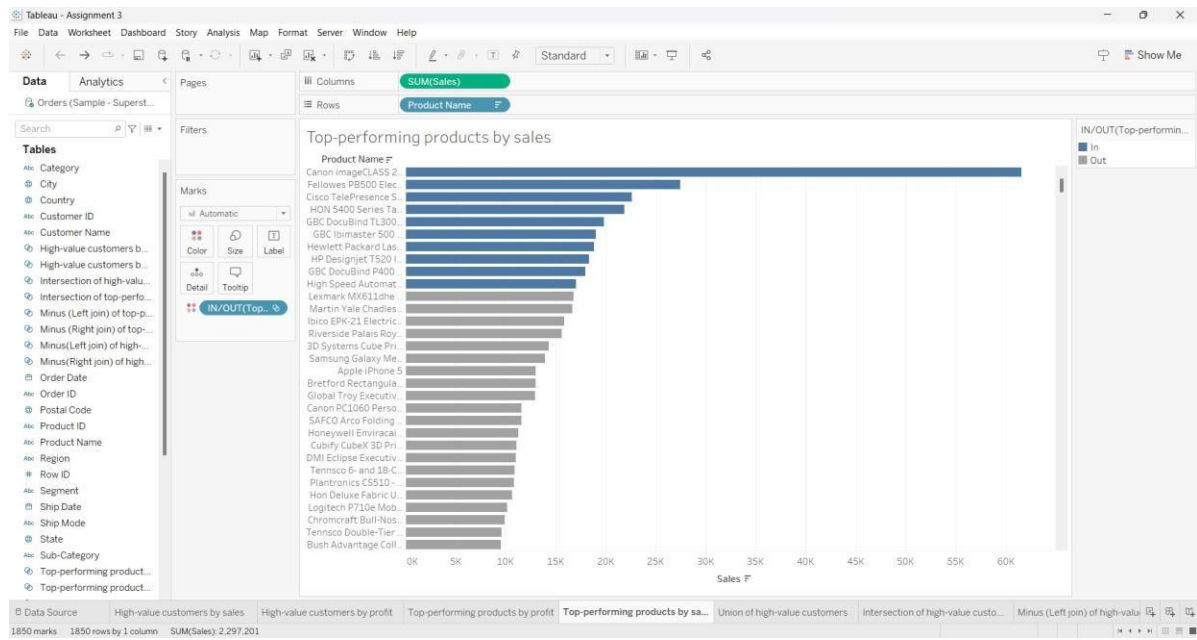 Tableau - Assignment 3
File Data Worksheet Dashboard Story Analysis Map Format Server Window Help
Standard
Show Me
Data Analytics
Pages
Columns
SUM(Sales)
Orders (Sample - Superst...
Rows
Product Name
Search
Filters
Tables
Abc Category
City
Country
Abc Customer ID
Abc Customer Name
High-value customers b...
High-value customers b...
Intersection of high-valu...
Intersection of top-perfo...
Minus (Left join) of top-p...
Minus (Right join) of top-...
Minus(Left join) of high-...
Minus(Right join) of high...
Order Date
Abc Order ID
Postal Code
Abc Product ID
Abc Product Name
Abc Region
# Row ID
Abc Segment
Ship Date
Abc Ship Mode
State
Abc Sub-Category
Top-performing product...
Top-performing product...
Marks
Automatic
Color Size Label
Detail Tooltip
IN/OUT(Top..
Top-performing products by sales
Product Name
Canon imageCLASS 2..
Fellowes PB500 Elec..
Cisco TelePresence S..
HON 5400 Series Ta..
GBC DocuBind TL300..
GBC Ibimaster 500 ..
Hewlett Packard Las..
HP Designjet T520 I..
GBC DocuBind P400 ..
High Speed Automat..
Lexmark MX611dhe ..
Martin Yale Chadles..
Ibico EPK-21 Electric..
Riverside Palais Roy..
3D Systems Cube Pri..
Samsung Galaxy Me..
Apple iPhone 5
Bretford Rectangula..
Global Troy Executiv..
Canon PC1060 Perso..
SAFCO Arco Folding ..
Honeywell Enviracai..
Cubify CubeX 3D Pri..
DMI Eclipse Executiv..
Tennsco 6- and 18-C..
Plantronics CS510 -..
Hon Deluxe Fabric U..
Logitech P710e Mob..
Chromcraft Bull-Nos..
Tennsco Double-Tier ..
Bush Advantage Coll..
0K 5K 10K 15K 20K 25K 30K 35K 40K 45K 50K 55K 60K
Sales
IN/OUT(Top-performin...
In
Out
Data Source High-value customers by sales High-value customers by profit Top-performing products by profit Top-performing products by sa... Union of high-value customers Intersection of high-value custo... Minus (Left join) of high-valu
1850 marks 1850 rows by 1 column SUM(Sales): 2,297,201